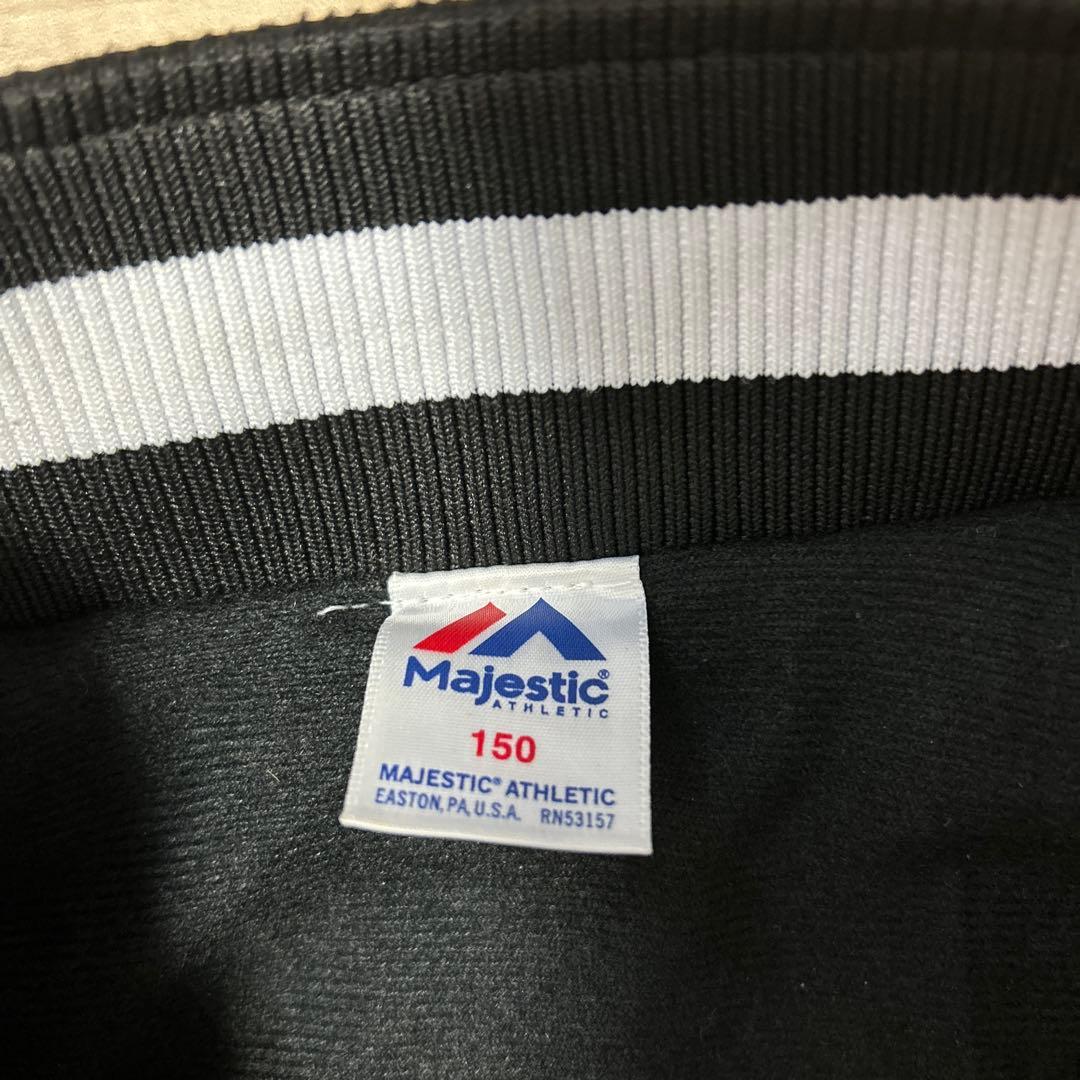 Majestic®
ATHLETIC
150
MAJESTIC® ATHLETIC
EASTON, PA, U.S.A. RN53157